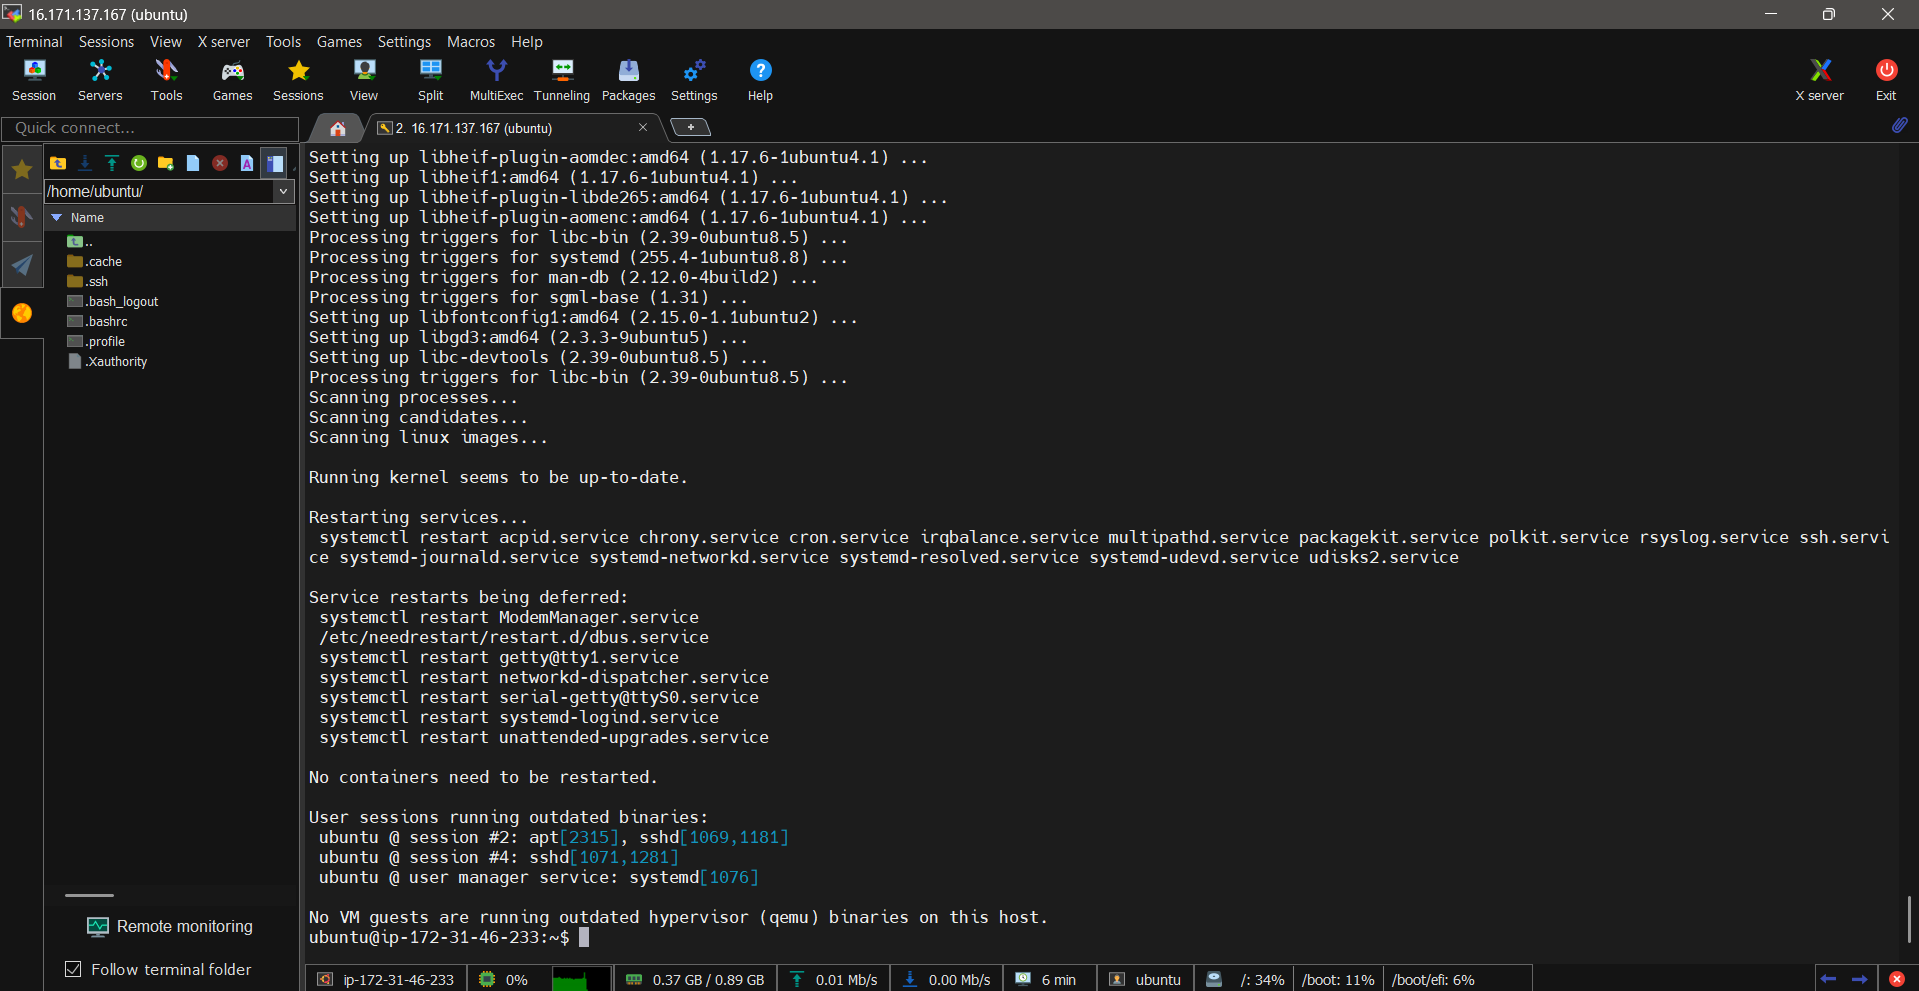 16.171.137.167 (ubuntu)
Terminal Sessions View X server Tools Games Settings Macros Help
Session Servers Tools Games Sessions View Split MultiExec Tunneling Packages Settings Help X server Exit
Quick connect...
2. 16.171.137.167 (ubuntu)
/home/ubuntu/
Name
..
.cache
.ssh
.bash_logout
.bashrc
.profile
.Xauthority
Remote monitoring
Follow terminal folder
Setting up libheif-plugin-aomdec:amd64 (1.17.6-1ubuntu4.1) ...
Setting up libheif1:amd64 (1.17.6-1ubuntu4.1) ...
Setting up libheif-plugin-libde265:amd64 (1.17.6-1ubuntu4.1) ...
Setting up libheif-plugin-aomenc:amd64 (1.17.6-1ubuntu4.1) ...
Processing triggers for libc-bin (2.39-0ubuntu8.5) ...
Processing triggers for systemd (255.4-1ubuntu8.8) ...
Processing triggers for man-db (2.12.0-4build2) ...
Processing triggers for sgml-base (1.31) ...
Setting up libfontconfig1:amd64 (2.15.0-1.1ubuntu2) ...
Setting up libgd3:amd64 (2.3.3-9ubuntu5) ...
Setting up libc-devtools (2.39-0ubuntu8.5) ...
Processing triggers for libc-bin (2.39-0ubuntu8.5) ...
Scanning processes...
Scanning candidates...
Scanning linux images...
Running kernel seems to be up-to-date.
Restarting services...
systemctl restart acpid.service chrony.service cron.service irqbalance.service multipathd.service packagekit.service polkit.service rsyslog.service ssh.servi
ce systemd-journald.service systemd-networkd.service systemd-resolved.service systemd-udevd.service udisks2.service
Service restarts being deferred:
systemctl restart ModemManager.service
/etc/needrestart/restart.d/dbus.service
systemctl restart getty@tty1.service
systemctl restart networkd-dispatcher.service
systemctl restart serial-getty@ttyS0.service
systemctl restart systemd-logind.service
systemctl restart unattended-upgrades.service
No containers need to be restarted.
User sessions running outdated binaries:
ubuntu @ session #2: apt[2315], sshd[1069,1181]
ubuntu @ session #4: sshd[1071,1281]
ubuntu @ user manager service: systemd[1076]
No VM guests are running outdated hypervisor (qemu) binaries on this host.
ubuntu@ip-172-31-46-233:~$
ip-172-31-46-233 0% 0.37 GB / 0.89 GB 0.01 Mb/s 0.00 Mb/s 6 min ubuntu /: 34% /boot: 11% /boot/efi: 6%